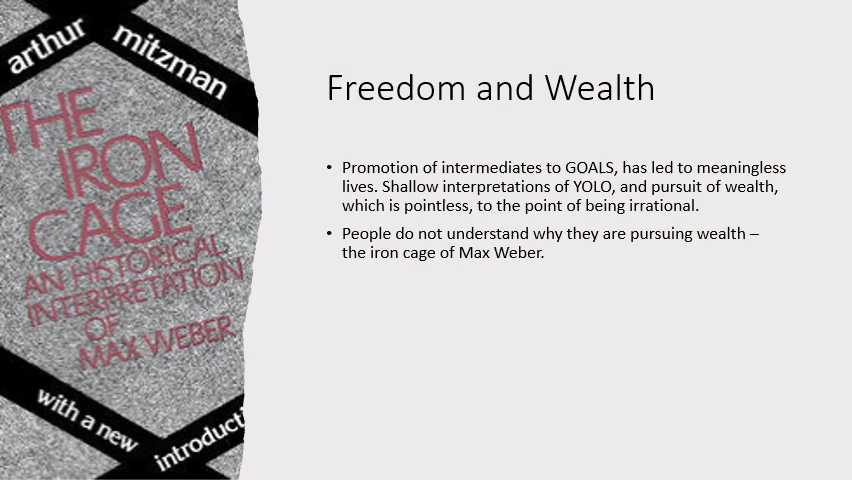 arthur mitzman
THE
IRON
CAGE
AN HISTORICAL
INTERPRETATION
OF
MAX WEBER
with a new introducti
Freedom and Wealth
• Promotion of intermediates to GOALS, has led to meaningless
lives. Shallow interpretations of YOLO, and pursuit of wealth,
which is pointless, to the point of being irrational.
• People do not understand why they are pursuing wealth –
the iron cage of Max Weber.